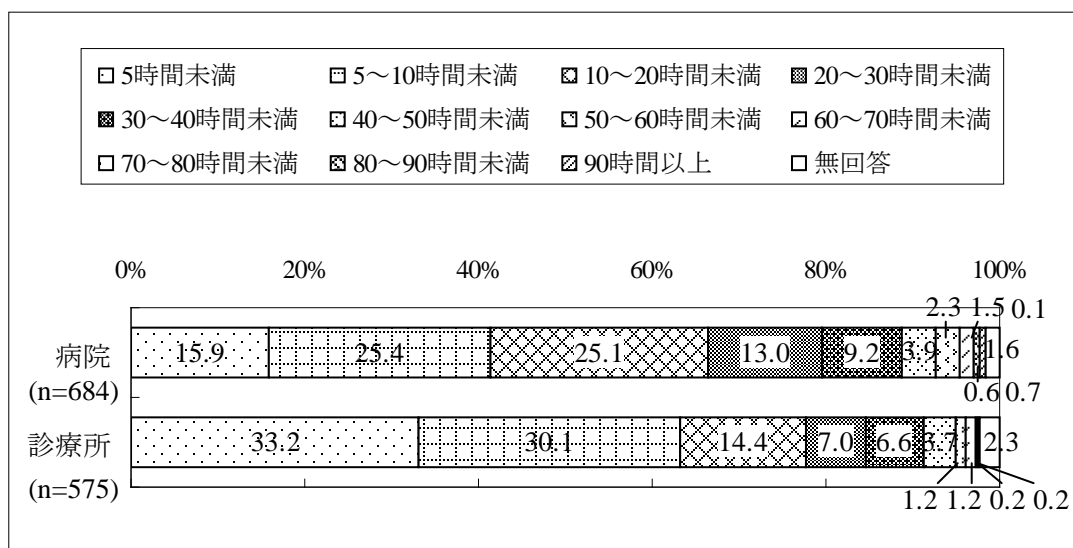 5時間未満 5～10時間未満 10～20時間未満 20～30時間未満
30～40時間未満 40～50時間未満 50～60時間未満 60～70時間未満
70～80時間未満 80～90時間未満 90時間以上 無回答
0% 20% 40% 60% 80% 100%
2.3 1.5 0.1
病院 15.9 25.4 25.1 13.0 9.2 3.9 1.6
(n=684) 0.6 0.7
診療所 33.2 30.1 14.4 7.0 6.6 3.7 2.3
(n=575) 1.2 1.2 0.2 0.2